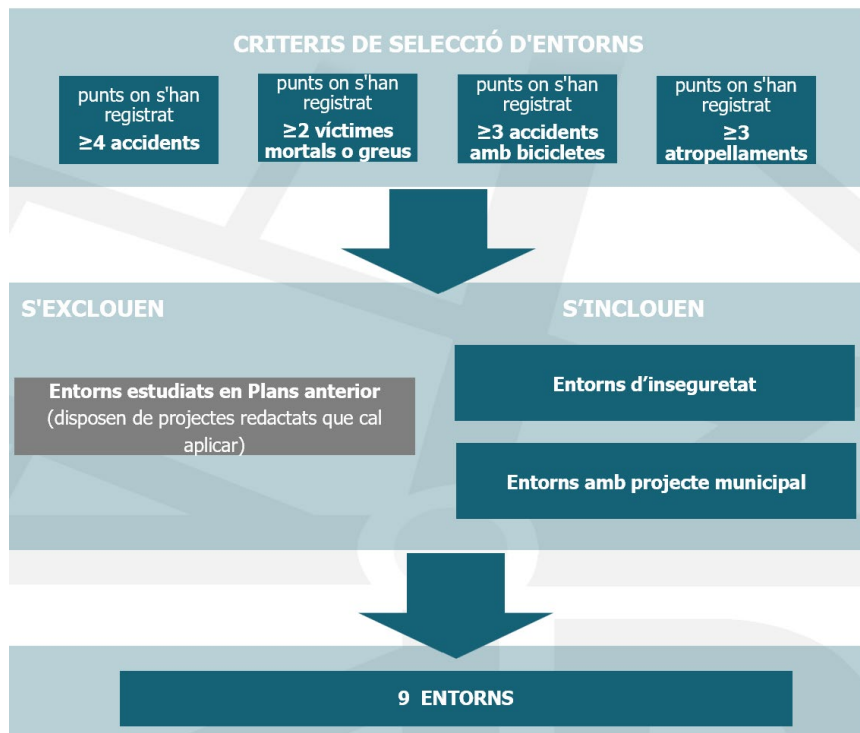 CRITERIS DE SELECCIÓ D'ENTORNS
punts on s'han
registrat
≥4 accidents
punts on s'han
registrat
≥2 víctimes
mortals o greus
punts on s'han
registrat
≥3 accidents
amb bicicletes
punts on s'han
registrat
≥3
atropellaments
S'EXCLOUEN
Entorns estudiats en Plans anterior
(disposen de projectes redactats que cal
aplicar)
S’INCLOUEN
Entorns d’inseguretat
Entorns amb projecte municipal
9 ENTORNS